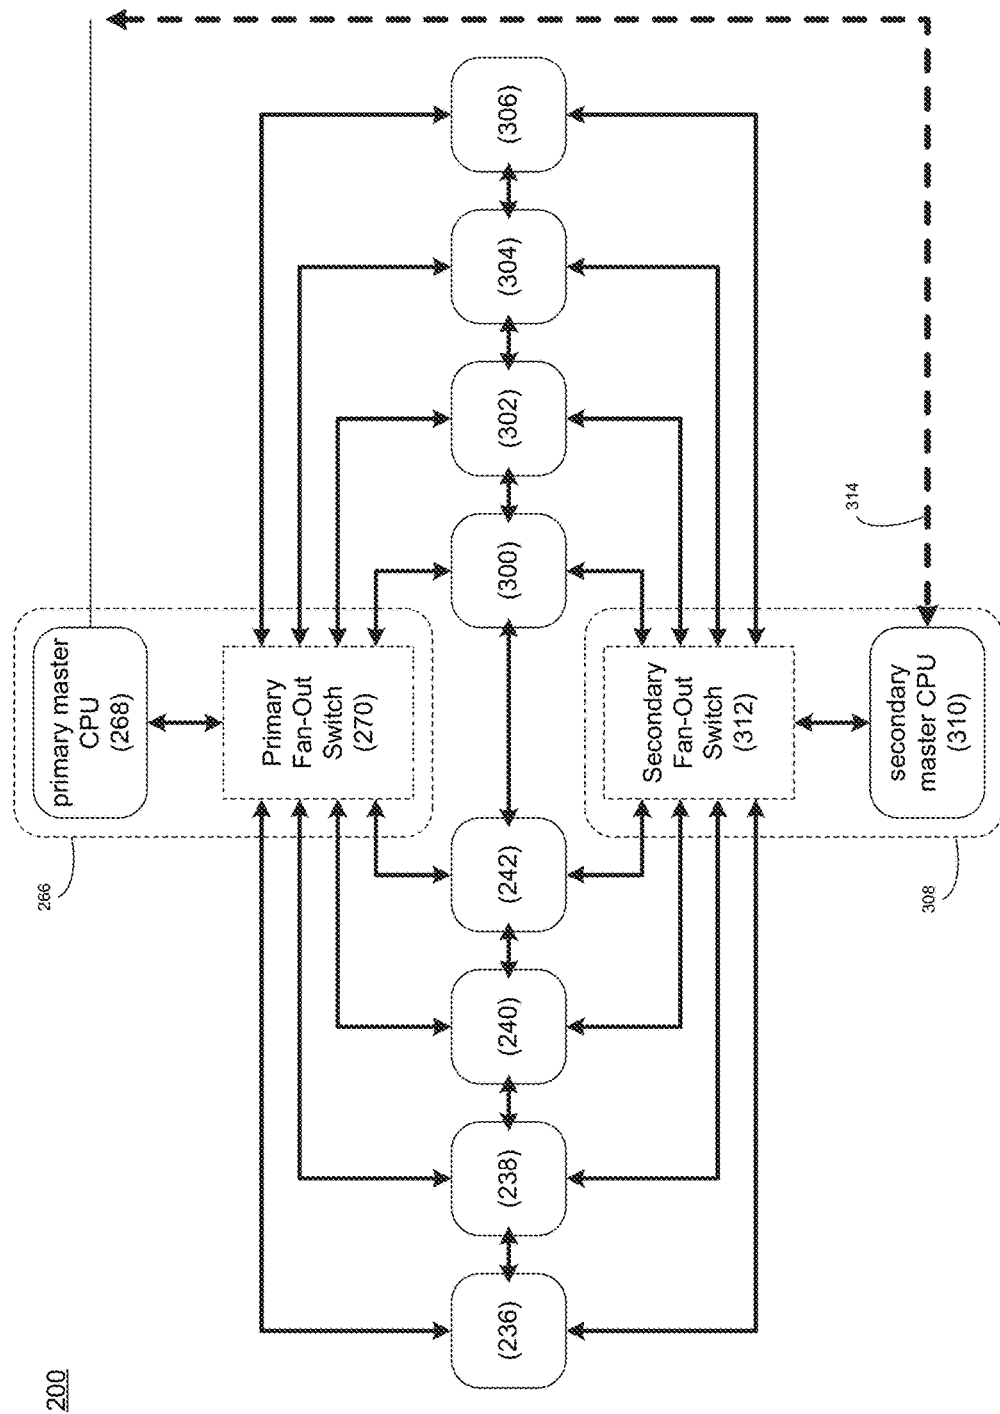 200
266
primary master
CPU
(268)
Primary
Fan-Out
Switch
(270)
(236)
(238)
(240)
(242)
(300)
(302)
(304)
(306)
Secondary
Fan-Out
Switch
(312)
secondary
master CPU
(310)
308
314